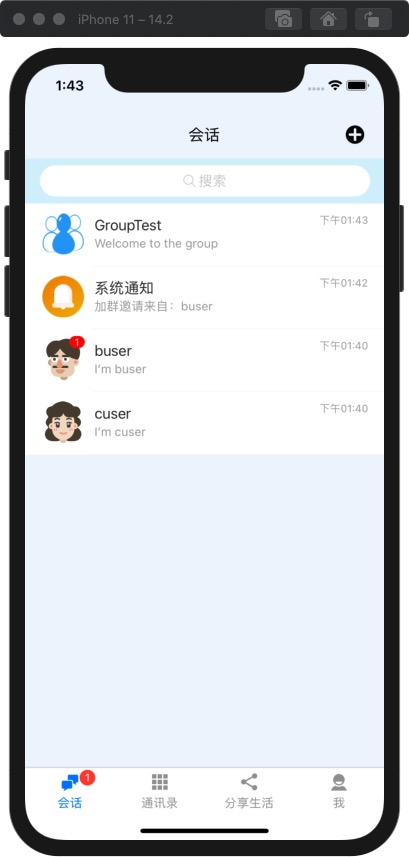 iPhone 11 – 14.2
1:43
会话
搜索
GroupTest
下午01:43
Welcome to the group
系统通知
下午01:42
加群邀请来自：buser
1
buser
下午01:40
I'm buser
cuser
下午01:40
I'm cuser
1
会话
通讯录
分享生活
我